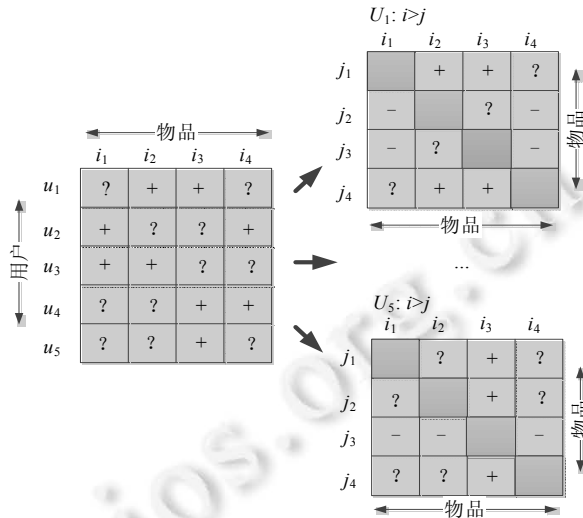 U₁: i>j
i₁ i₂ i₃ i₄
j₁ + + ?
j₂ – ? –
j₃ – ? –
j₄ ? + +
物品
物品
物品
i₁ i₂ i₃ i₄
u₁ ? + + ?
u₂ + ? ? +
u₃ + + ? ?
u₄ ? ? + +
u₅ ? ? + ?
用户
...
U₅: i>j
i₁ i₂ i₃ i₄
j₁ ? + ?
j₂ ? + ?
j₃ – – –
j₄ ? ? +
物品
物品